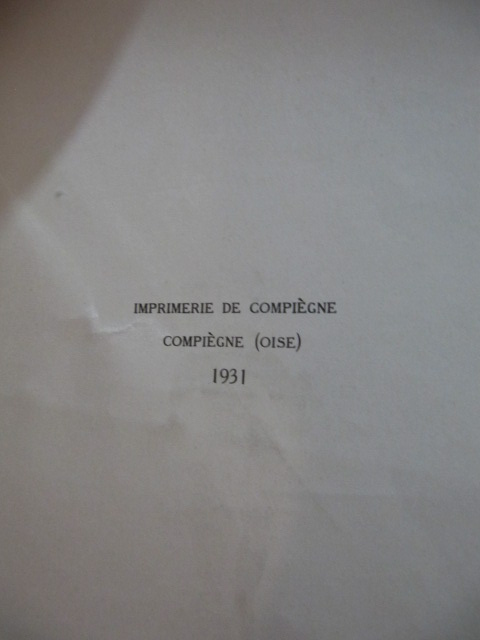 IMPRIMERIE DE COMPIÈGNE
COMPIÈGNE (OISE)
1931